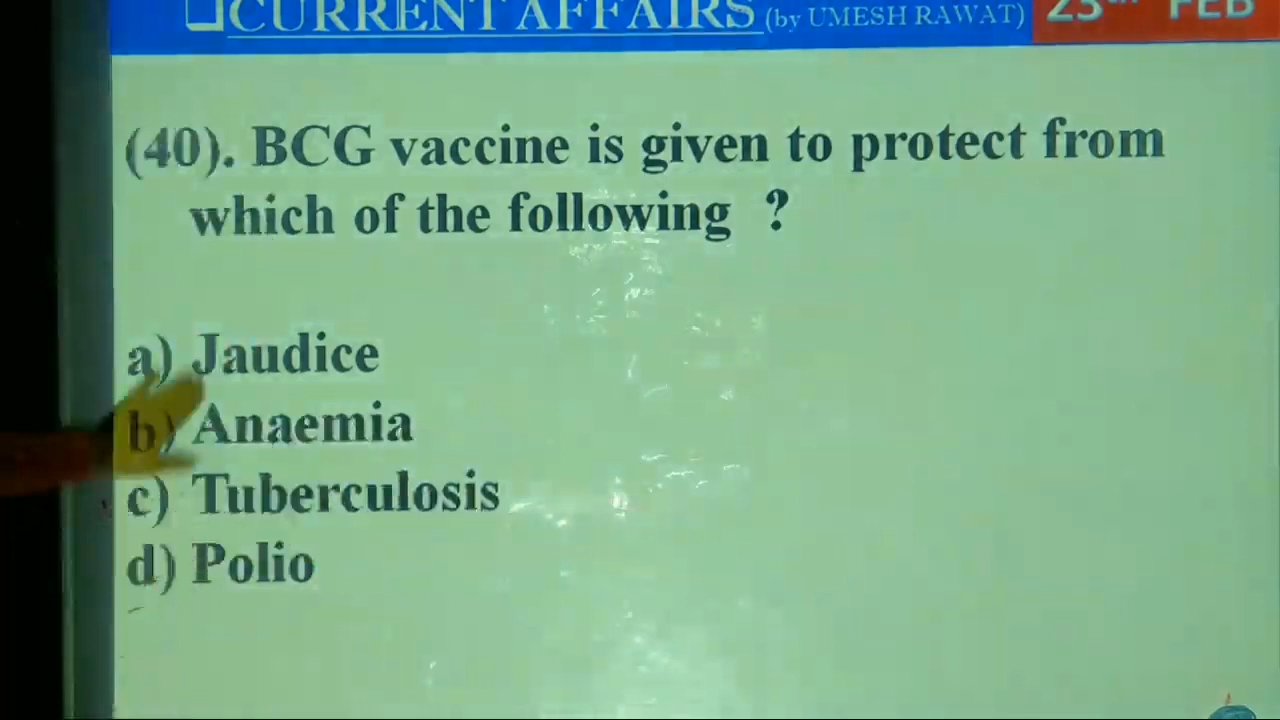 CURRENT AFFAIRS (by UMESH RAWAT) 23th FEB
(40). BCG vaccine is given to protect from
which of the following ?
a) Jaudice
b) Anaemia
c) Tuberculosis
d) Polio